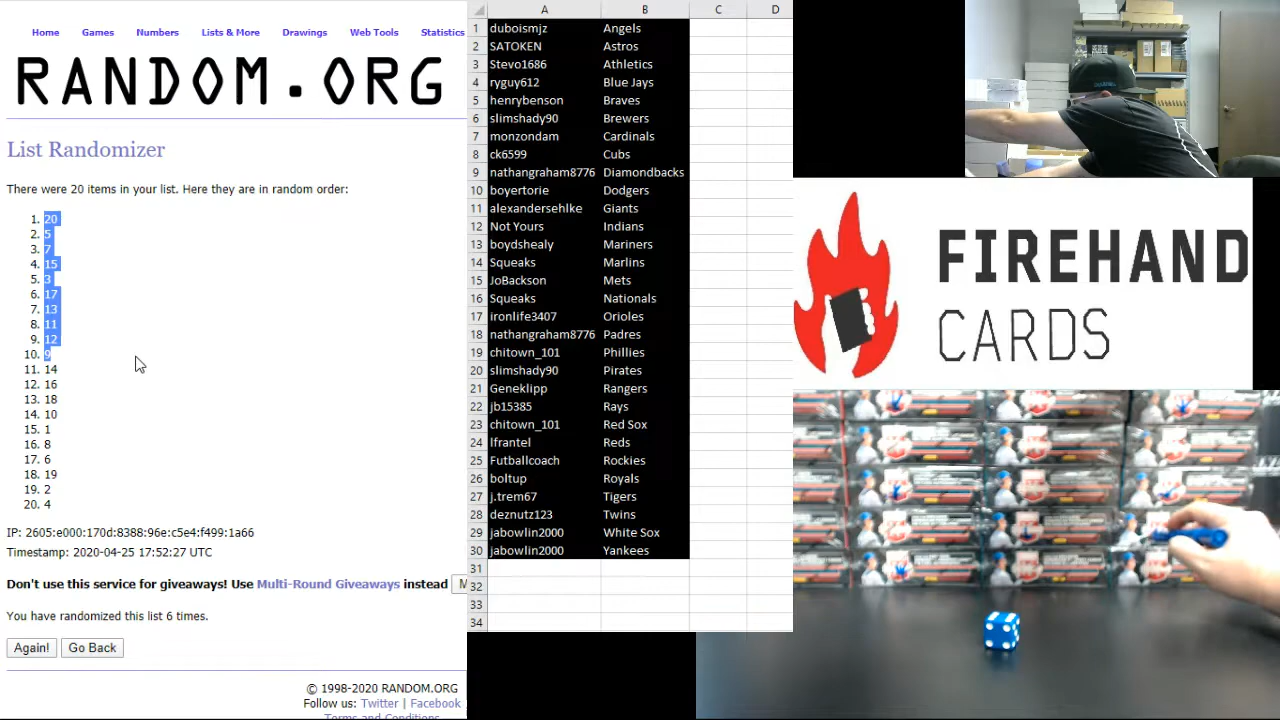 Home Games Numbers Lists & More Drawings Web Tools Statistics
RANDOM.ORG
List Randomizer
There were 20 items in your list. Here they are in random order:
1. 20
2. 5
3. 7
4. 15
5. 3
6. 17
7. 13
8. 11
9. 12
10. 9
11. 14
12. 16
13. 18
14. 10
15. 1
16. 8
17. 6
18. 19
19. 2
20. 4
IP: 2605:e000:170d:8388:96e:c5e4:f499:1a66
Timestamp: 2020-04-25 17:52:27 UTC
Don't use this service for giveaways! Use Multi-Round Giveaways instead M
You have randomized this list 6 times.
Again! Go Back
© 1998-2020 RANDOM.ORG
Follow us: Twitter | Facebook
Terms and Conditions
A B C D
1 duboismjz Angels
2 SATOKEN Astros
3 Stevo1686 Athletics
4 ryguy612 Blue Jays
5 henrybenson Braves
6 slimshady90 Brewers
7 monzondam Cardinals
8 ck6599 Cubs
9 nathangraham8776 Diamondbacks
10 boyertorie Dodgers
11 alexandersehlke Giants
12 Not Yours Indians
13 boydshealy Mariners
14 Squeaks Marlins
15 JoBackson Mets
16 Squeaks Nationals
17 ironlife3407 Orioles
18 nathangraham8776 Padres
19 chitown_101 Phillies
20 slimshady90 Pirates
21 Geneklipp Rangers
22 jb15385 Rays
23 chitown_101 Red Sox
24 lfrantel Reds
25 Futballcoach Rockies
26 boltup Royals
27 j.trem67 Tigers
28 deznutz123 Twins
29 jabowlin2000 White Sox
30 jabowlin2000 Yankees
31
32
33
34
FIREHAND
CARDS